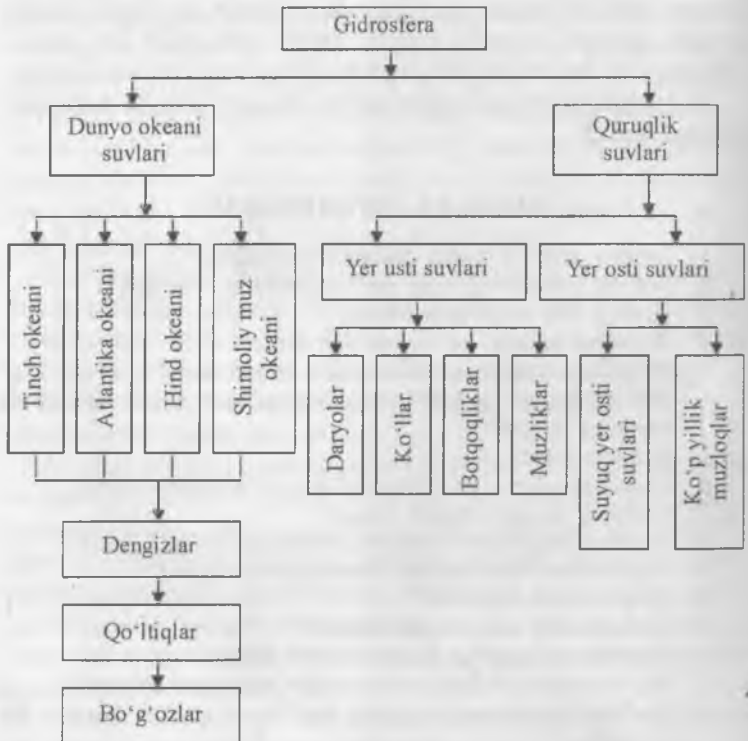 Gidrosfera
Dunyo okeani
suvlari
Quruqlik
suvlari
Tinch okeani
Atlantika okeani
Hind okeani
Shimoliy muz
okeani
Yer usti suvlari
Yer osti suvlari
Daryolar
Ko‘llar
Botqoqliklar
Muzliklar
Suyuq yer osti
suvlari
Ko‘p yillik
muzloqlar
Dengizlar
Qo‘ltiqlar
Bo‘g‘ozlar